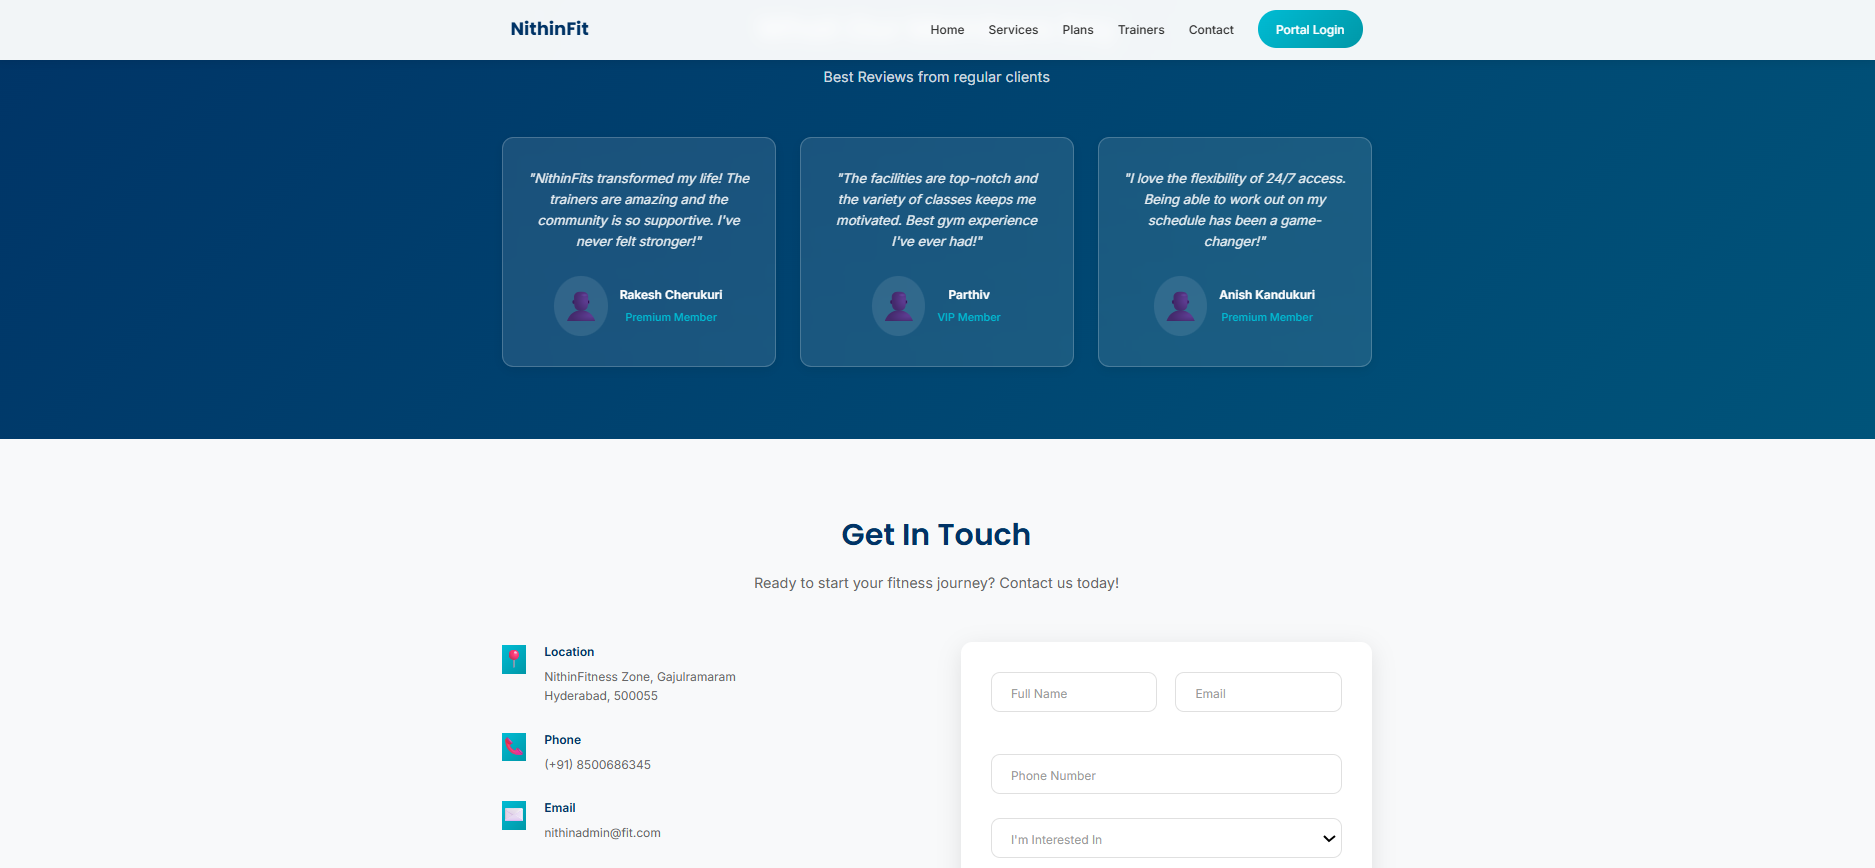 NithinFit
Home
Services
Plans
Trainers
Contact
Portal Login
Best Reviews from regular clients
"NithinFits transformed my life! The
trainers are amazing and the
community is so supportive. I've
never felt stronger!"
Rakesh Cherukuri
Premium Member
"The facilities are top-notch and
the variety of classes keeps me
motivated. Best gym experience
I've ever had!"
Parthiv
VIP Member
"I love the flexibility of 24/7 access.
Being able to work out on my
schedule has been a game-
changer!"
Anish Kandukuri
Premium Member
Get In Touch
Ready to start your fitness journey? Contact us today!
Location
NithinFitness Zone, Gajulramaram
Hyderabad, 500055
Phone
(+91) 8500686345
Email
nithinadmin@fit.com
Full Name
Email
Phone Number
I'm Interested In